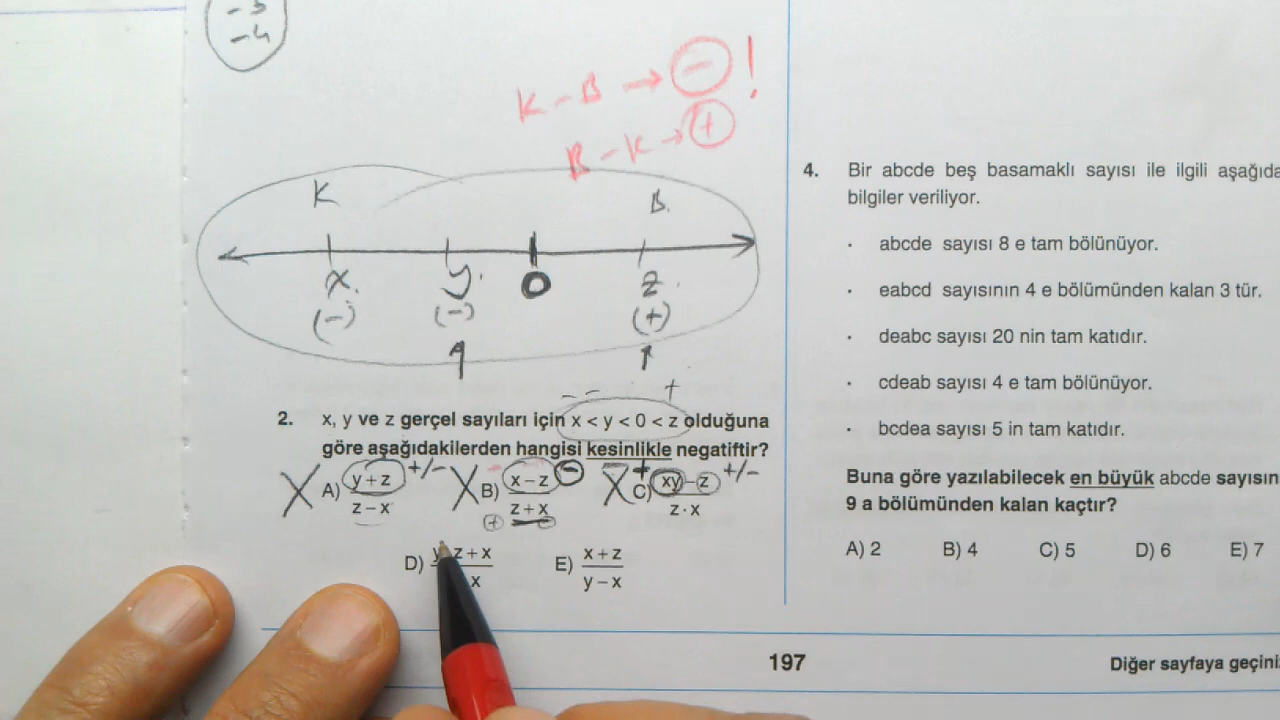 -4
K - B → - !
B - K → +
K B
x y 0 z
(-) (-) (+)
- - +
2. x, y ve z gerçel sayıları için x < y < 0 < z olduğuna
göre aşağıdakilerden hangisi kesinlikle negatiftir?
X A) y + z +/- X B) x – z - X + C) xy – z +/-
z – x + z + x z · x
D) z + x E) x + z
x y – x
4. Bir abcde beş basamaklı sayısı ile ilgili aşağıda
bilgiler veriliyor.
· abcde sayısı 8 e tam bölünüyor.
· eabcd sayısının 4 e bölümünden kalan 3 tür.
· deabc sayısı 20 nin tam katıdır.
· cdeab sayısı 4 e tam bölünüyor.
· bcdea sayısı 5 in tam katıdır.
Buna göre yazılabilecek en büyük abcde sayısın
9 a bölümünden kalan kaçtır?
A) 2 B) 4 C) 5 D) 6 E) 7
197
Diğer sayfaya geçini